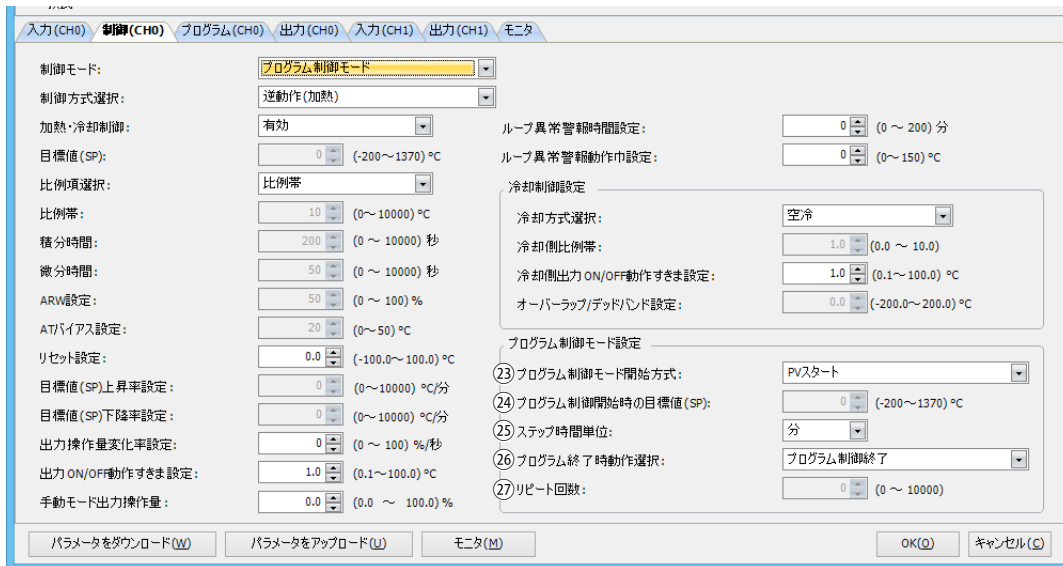 入力(CH0) 制御(CH0) プログラム(CH0) 出力(CH0) 入力(CH1) 出力(CH1) モニタ
制御モード: プログラム制御モード
制御方式選択: 逆動作(加熱)
加熱・冷却制御: 有効
目標値(SP): 0 (-200～1370) °C
比例項選択: 比例帯
比例帯: 10 (0～10000) °C
積分時間: 200 (0 ～ 10000) 秒
微分時間: 50 (0 ～ 10000) 秒
ARW設定: 50 (0 ～ 100) %
ATバイアス設定: 20 (0～50) °C
リセット設定: 0.0 (-100.0～100.0) °C
目標値(SP)上昇率設定: 0 (0～10000) °C/分
目標値(SP)下降率設定: 0 (0～10000) °C/分
出力操作量変化率設定: 0 (0 ～ 100) %/秒
出力 ON/OFF動作すきま設定: 1.0 (0.1～100.0) °C
手動モード出力操作量: 0.0 (0.0 ～ 100.0) %
ループ異常警報時間設定: 0 (0 ～ 200) 分
ループ異常警報動作巾設定: 0 (0～150) °C
冷却制御設定
冷却方式選択: 空冷
冷却側比例帯: 1.0 (0.0 ～ 10.0)
冷却側出力 ON/OFF動作すきま設定: 1.0 (0.1～100.0) °C
オーバーラップ/デッドバンド設定: 0.0 (-200.0～200.0) °C
プログラム制御モード設定
㉓プログラム制御モード開始方式: PVスタート
㉔プログラム制御開始時の目標値(SP): 0 (-200～1370) °C
㉕ステップ時間単位: 分
㉖プログラム終了時動作選択: プログラム制御終了
㉗リピート回数: 0 (0 ～ 10000)
パラメータをダウンロード(W) パラメータをアップロード(U) モニタ(M) OK(O) キャンセル(C)